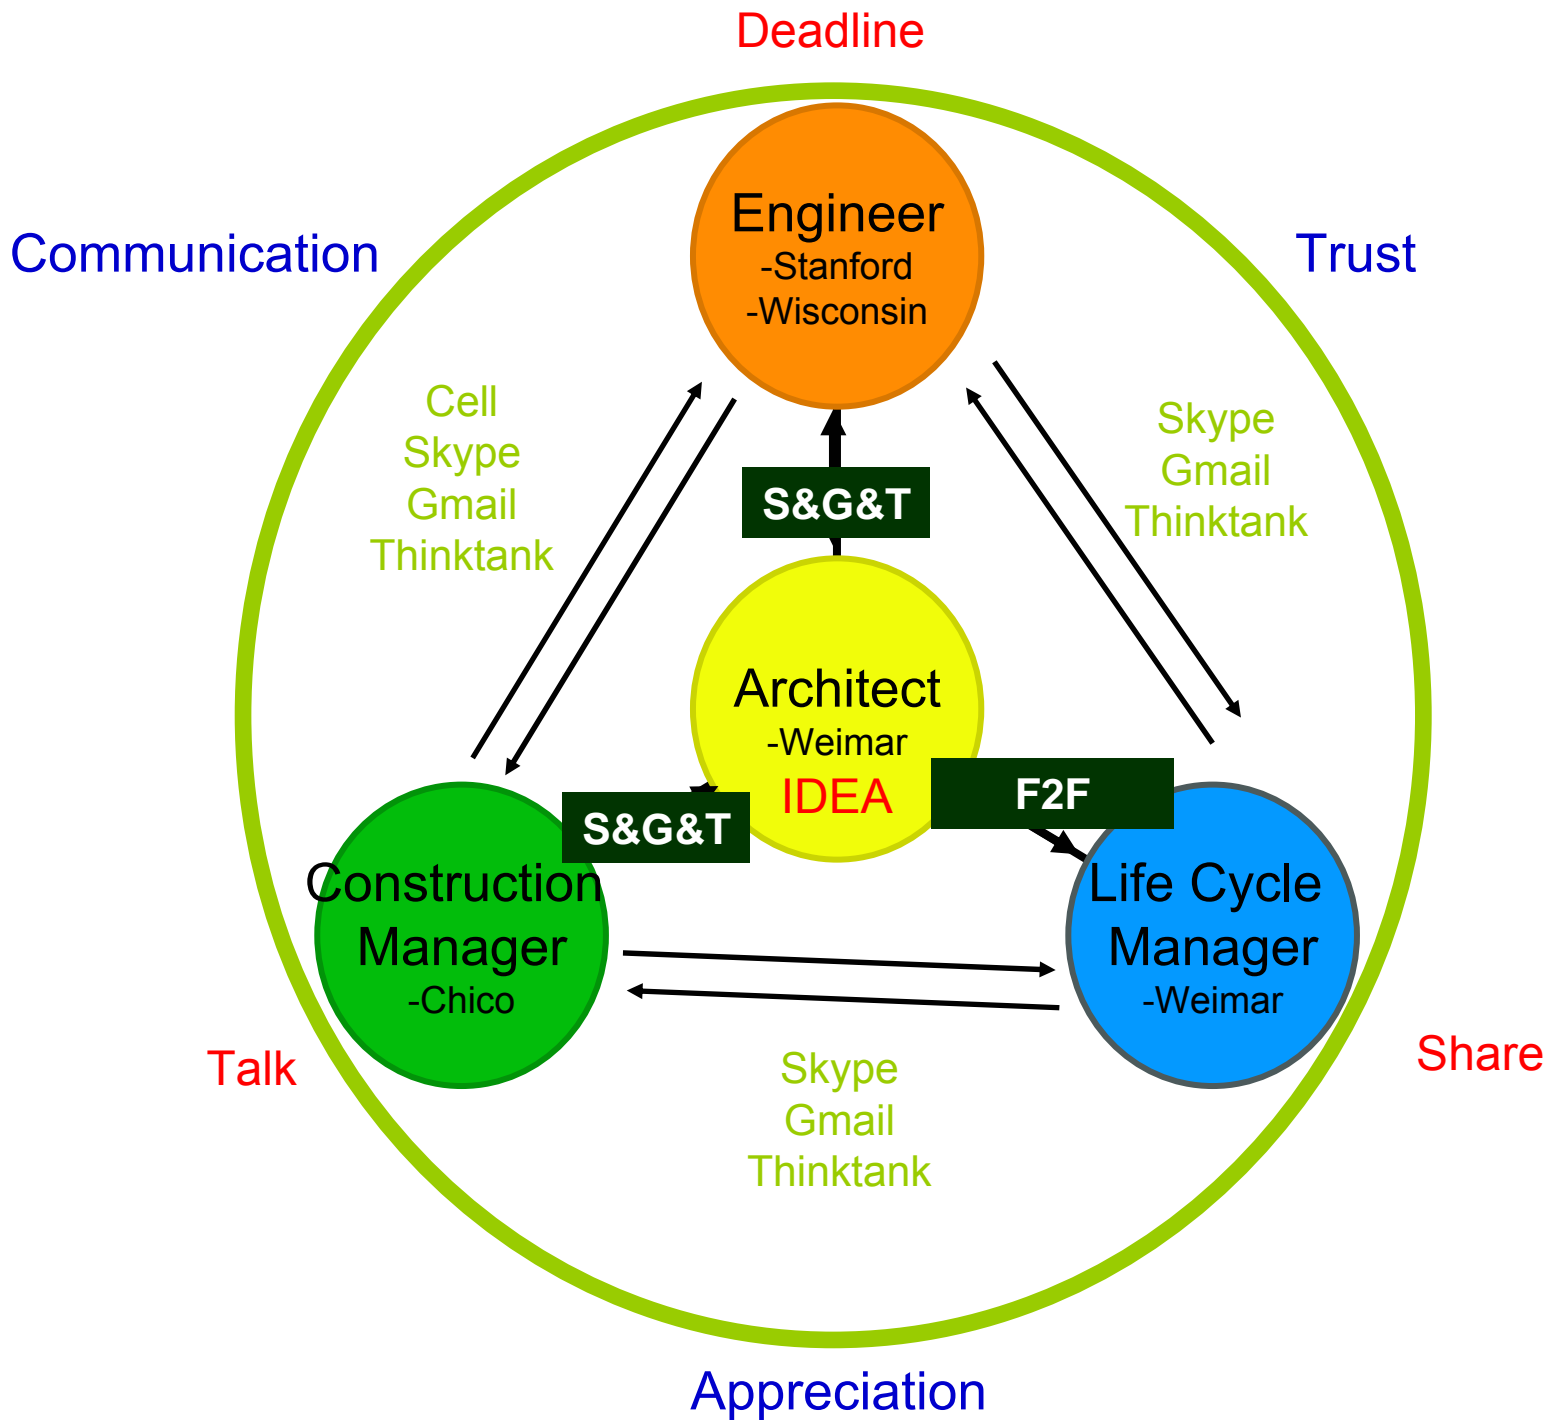 Deadline
Communication
Trust
Engineer
-Stanford
-Wisconsin
Cell
Skype
Gmail
Thinktank
Skype
Gmail
Thinktank
S&G&T
Architect
-Weimar
IDEA
S&G&T
F2F
Construction
Manager
-Chico
Life Cycle
Manager
-Weimar
Talk
Share
Skype
Gmail
Thinktank
Appreciation